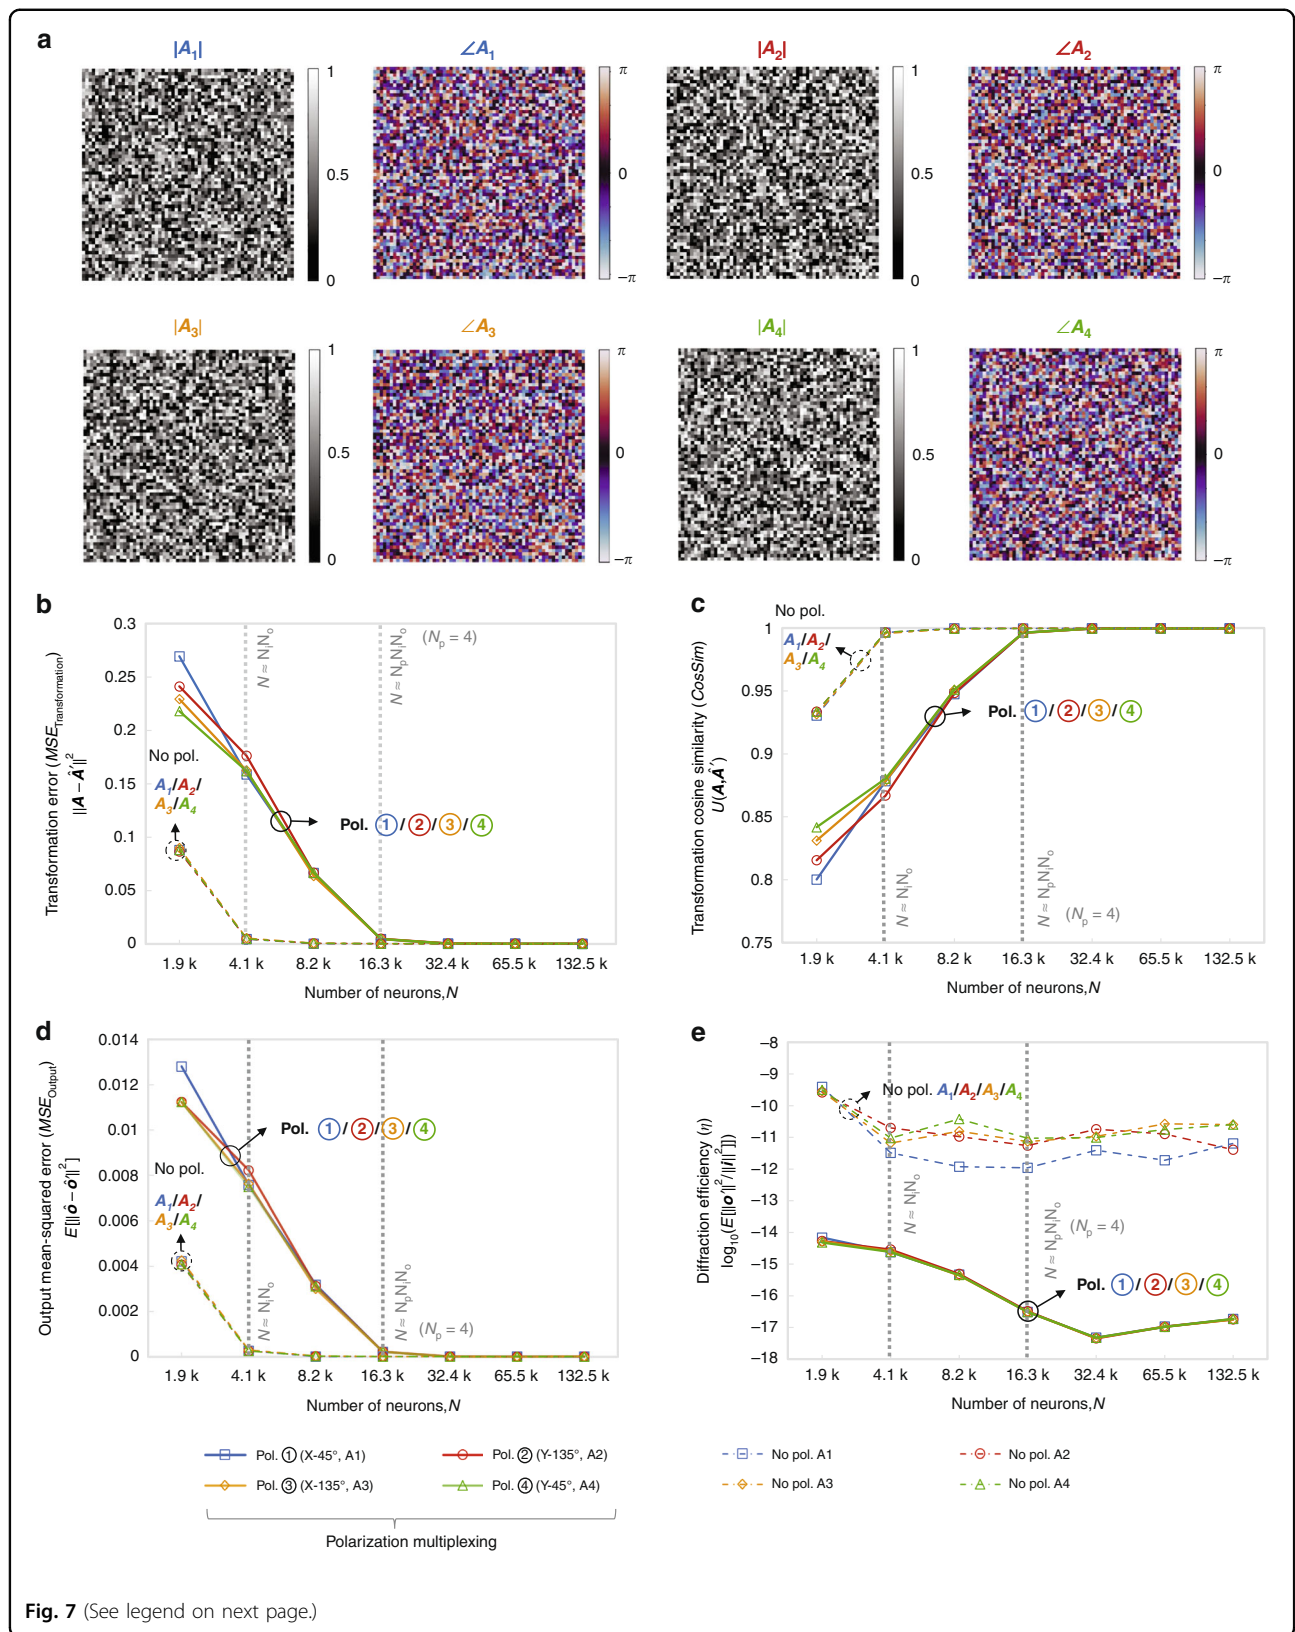 a
|A1| ∠A1 |A2| ∠A2
1 π 1 π
0.5 0 0.5 0
0 −π 0 −π
|A3| ∠A3 |A4| ∠A4
1 π 1 π
0.5 0 0.5 0
0 −π 0 −π
b
Transformation error (MSE_Transformation)
||A − Â′||²
0.3
0.25
0.2
0.15
0.1
0.05
0
N ≈ NiNo
N ≈ NpNiNo
(Np = 4)
No pol.
A1/A2/
A3/A4
Pol. 1 / 2 / 3 / 4
1.9 k 4.1 k 8.2 k 16.3 k 32.4 k 65.5 k 132.5 k
Number of neurons,N
c
Transformation cosine similarity (CosSim)
U(A,Â′)
1
0.95
0.9
0.85
0.8
0.75
No pol.
A1/A2/
A3/A4
Pol. 1 / 2 / 3 / 4
N ≈ NiNo
N ≈ NpNiNo
(Np = 4)
1.9 k 4.1 k 8.2 k 16.3 k 32.4 k 65.5 k 132.5 k
Number of neurons,N
d
Output mean-squared error (MSE_Output)
E[||ô − ô′||²]
0.014
0.012
0.01
0.008
0.006
0.004
0.002
0
Pol. 1 / 2 / 3 / 4
No pol.
A1/A2/
A3/A4
N ≈ NiNo
N ≈ NpNiNo
(Np = 4)
1.9 k 4.1 k 8.2 k 16.3 k 32.4 k 65.5 k 132.5 k
Number of neurons,N
e
Diffraction efficiency (η)
log10(E[||o′||²/||i||²]])
−8
−9
−10
−11
−12
−13
−14
−15
−16
−17
−18
No pol. A1/A2/A3/A4
N ≈ NiNo
N ≈ NpNiNo
(Np = 4)
Pol. 1 / 2 / 3 / 4
1.9 k 4.1 k 8.2 k 16.3 k 32.4 k 65.5 k 132.5 k
Number of neurons,N
Pol. ① (X-45°, A1) Pol. ② (Y-135°, A2) No pol. A1 No pol. A2
Pol. ③ (X-135°, A3) Pol. ④ (Y-45°, A4) No pol. A3 No pol. A4
Polarization multiplexing
Fig. 7 (See legend on next page.)